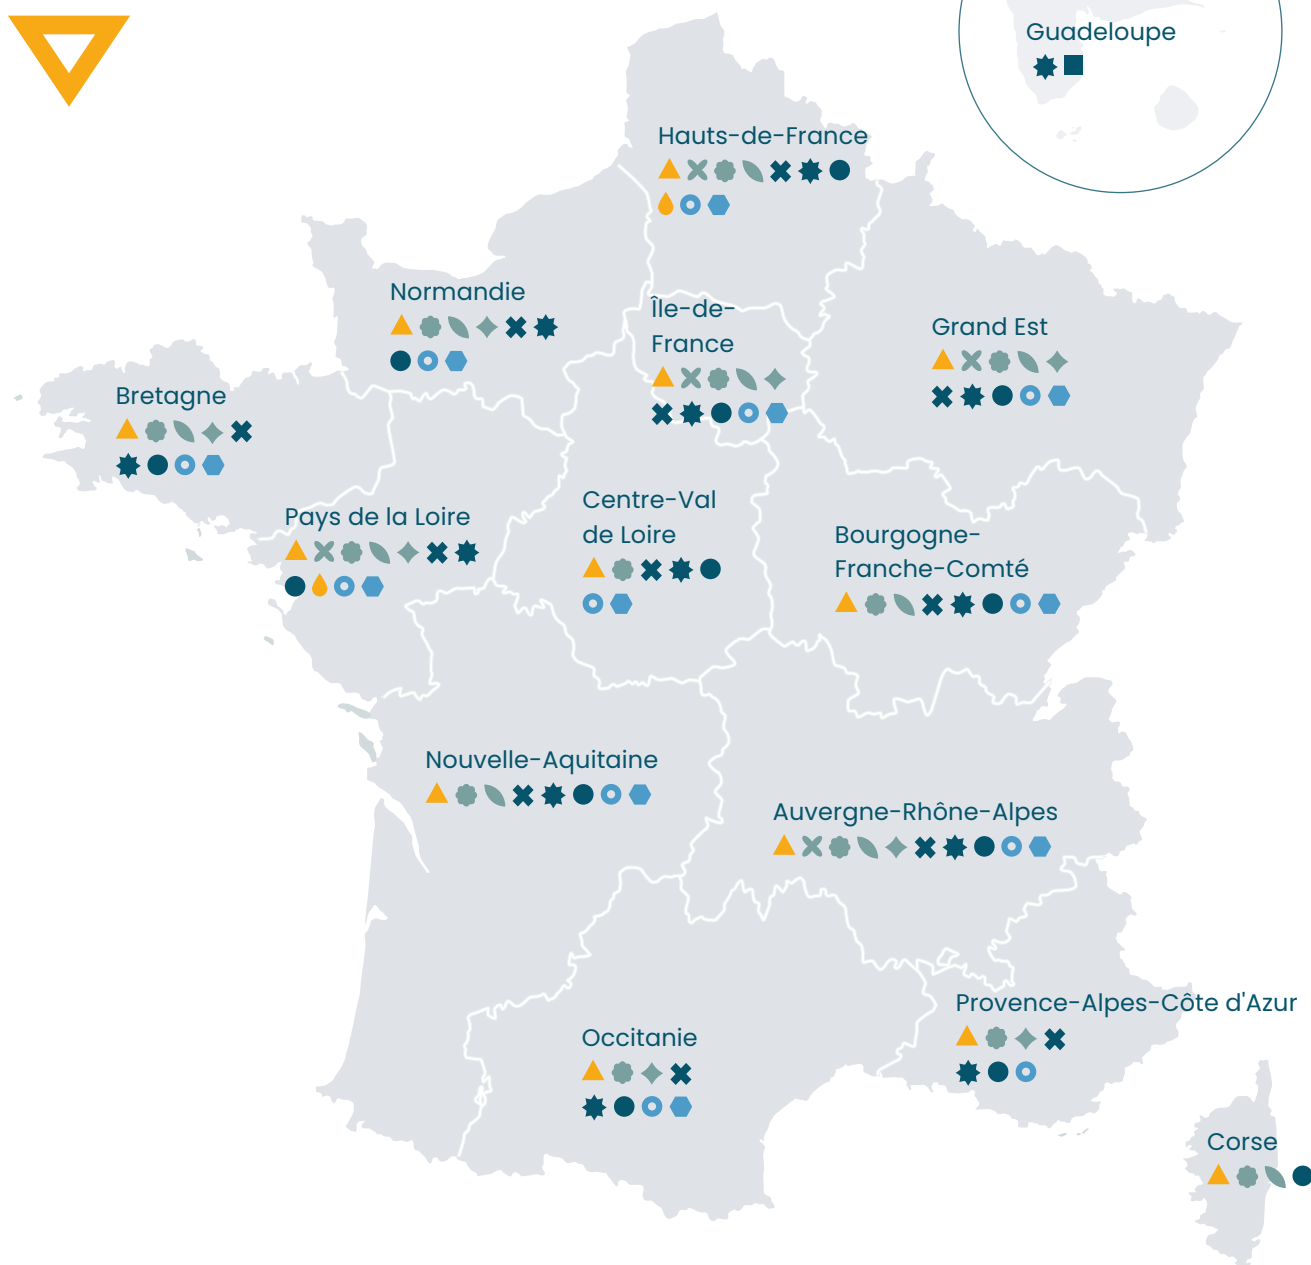 Guadeloupe
Hauts-de-France
Normandie
Île-de-
France
Grand Est
Bretagne
Pays de la Loire
Centre-Val
de Loire
Bourgogne-
Franche-Comté
Nouvelle-Aquitaine
Auvergne-Rhône-Alpes
Provence-Alpes-Côte d'Azur
Occitanie
Corse